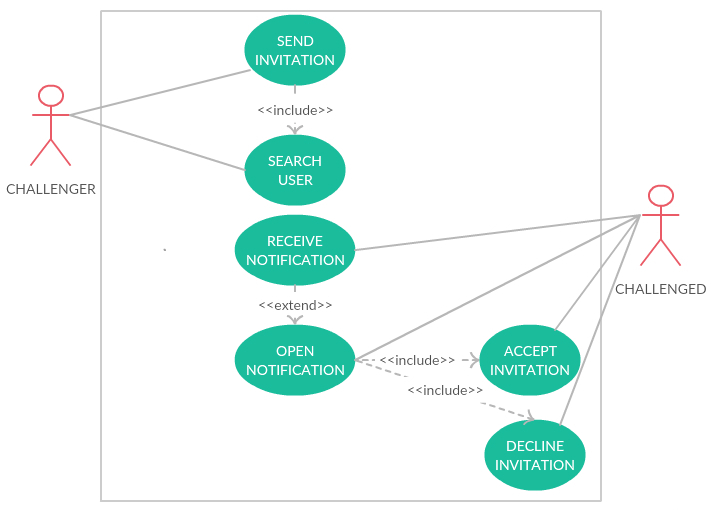 SEND
INVITATION
<<include>>
SEARCH
USER
CHALLENGER
RECEIVE
NOTIFICATION
CHALLENGED
<<extend>>
OPEN
NOTIFICATION
<<include>>
ACCEPT
INVITATION
<<include>>
DECLINE
INVITATION